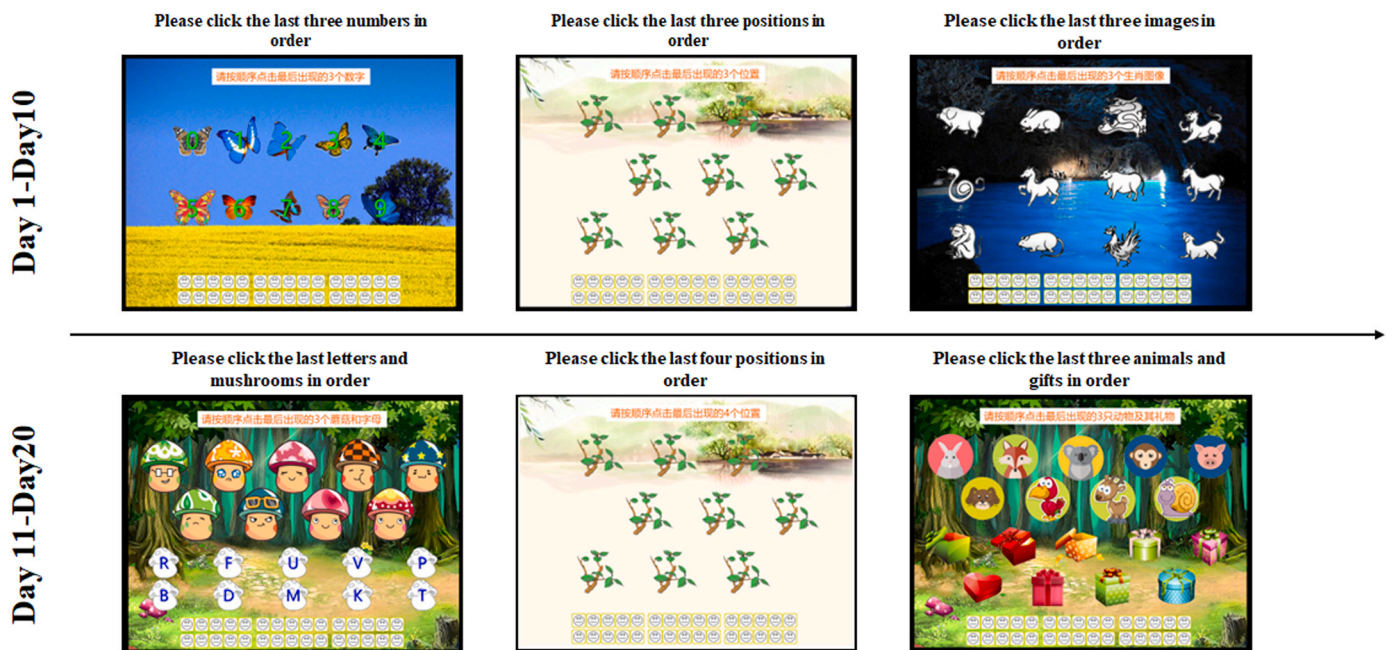 Please click the last three numbers in
order
Please click the last three positions in
order
Please click the last three images in
order
Day 1-Day10
请按顺序点击最后出现的3个数字
0 1 2 3 4
5 6 7 8 9
请按顺序点击最后出现的3个位置
请按顺序点击最后出现的3个生肖图像
Please click the last letters and
mushrooms in order
Please click the last four positions in
order
Please click the last three animals and
gifts in order
Day 11-Day20
请按顺序点击最后出现的3个蘑菇和字母
R F U V P
B D M K T
请按顺序点击最后出现的4个位置
请按顺序点击最后出现的3只动物及其礼物